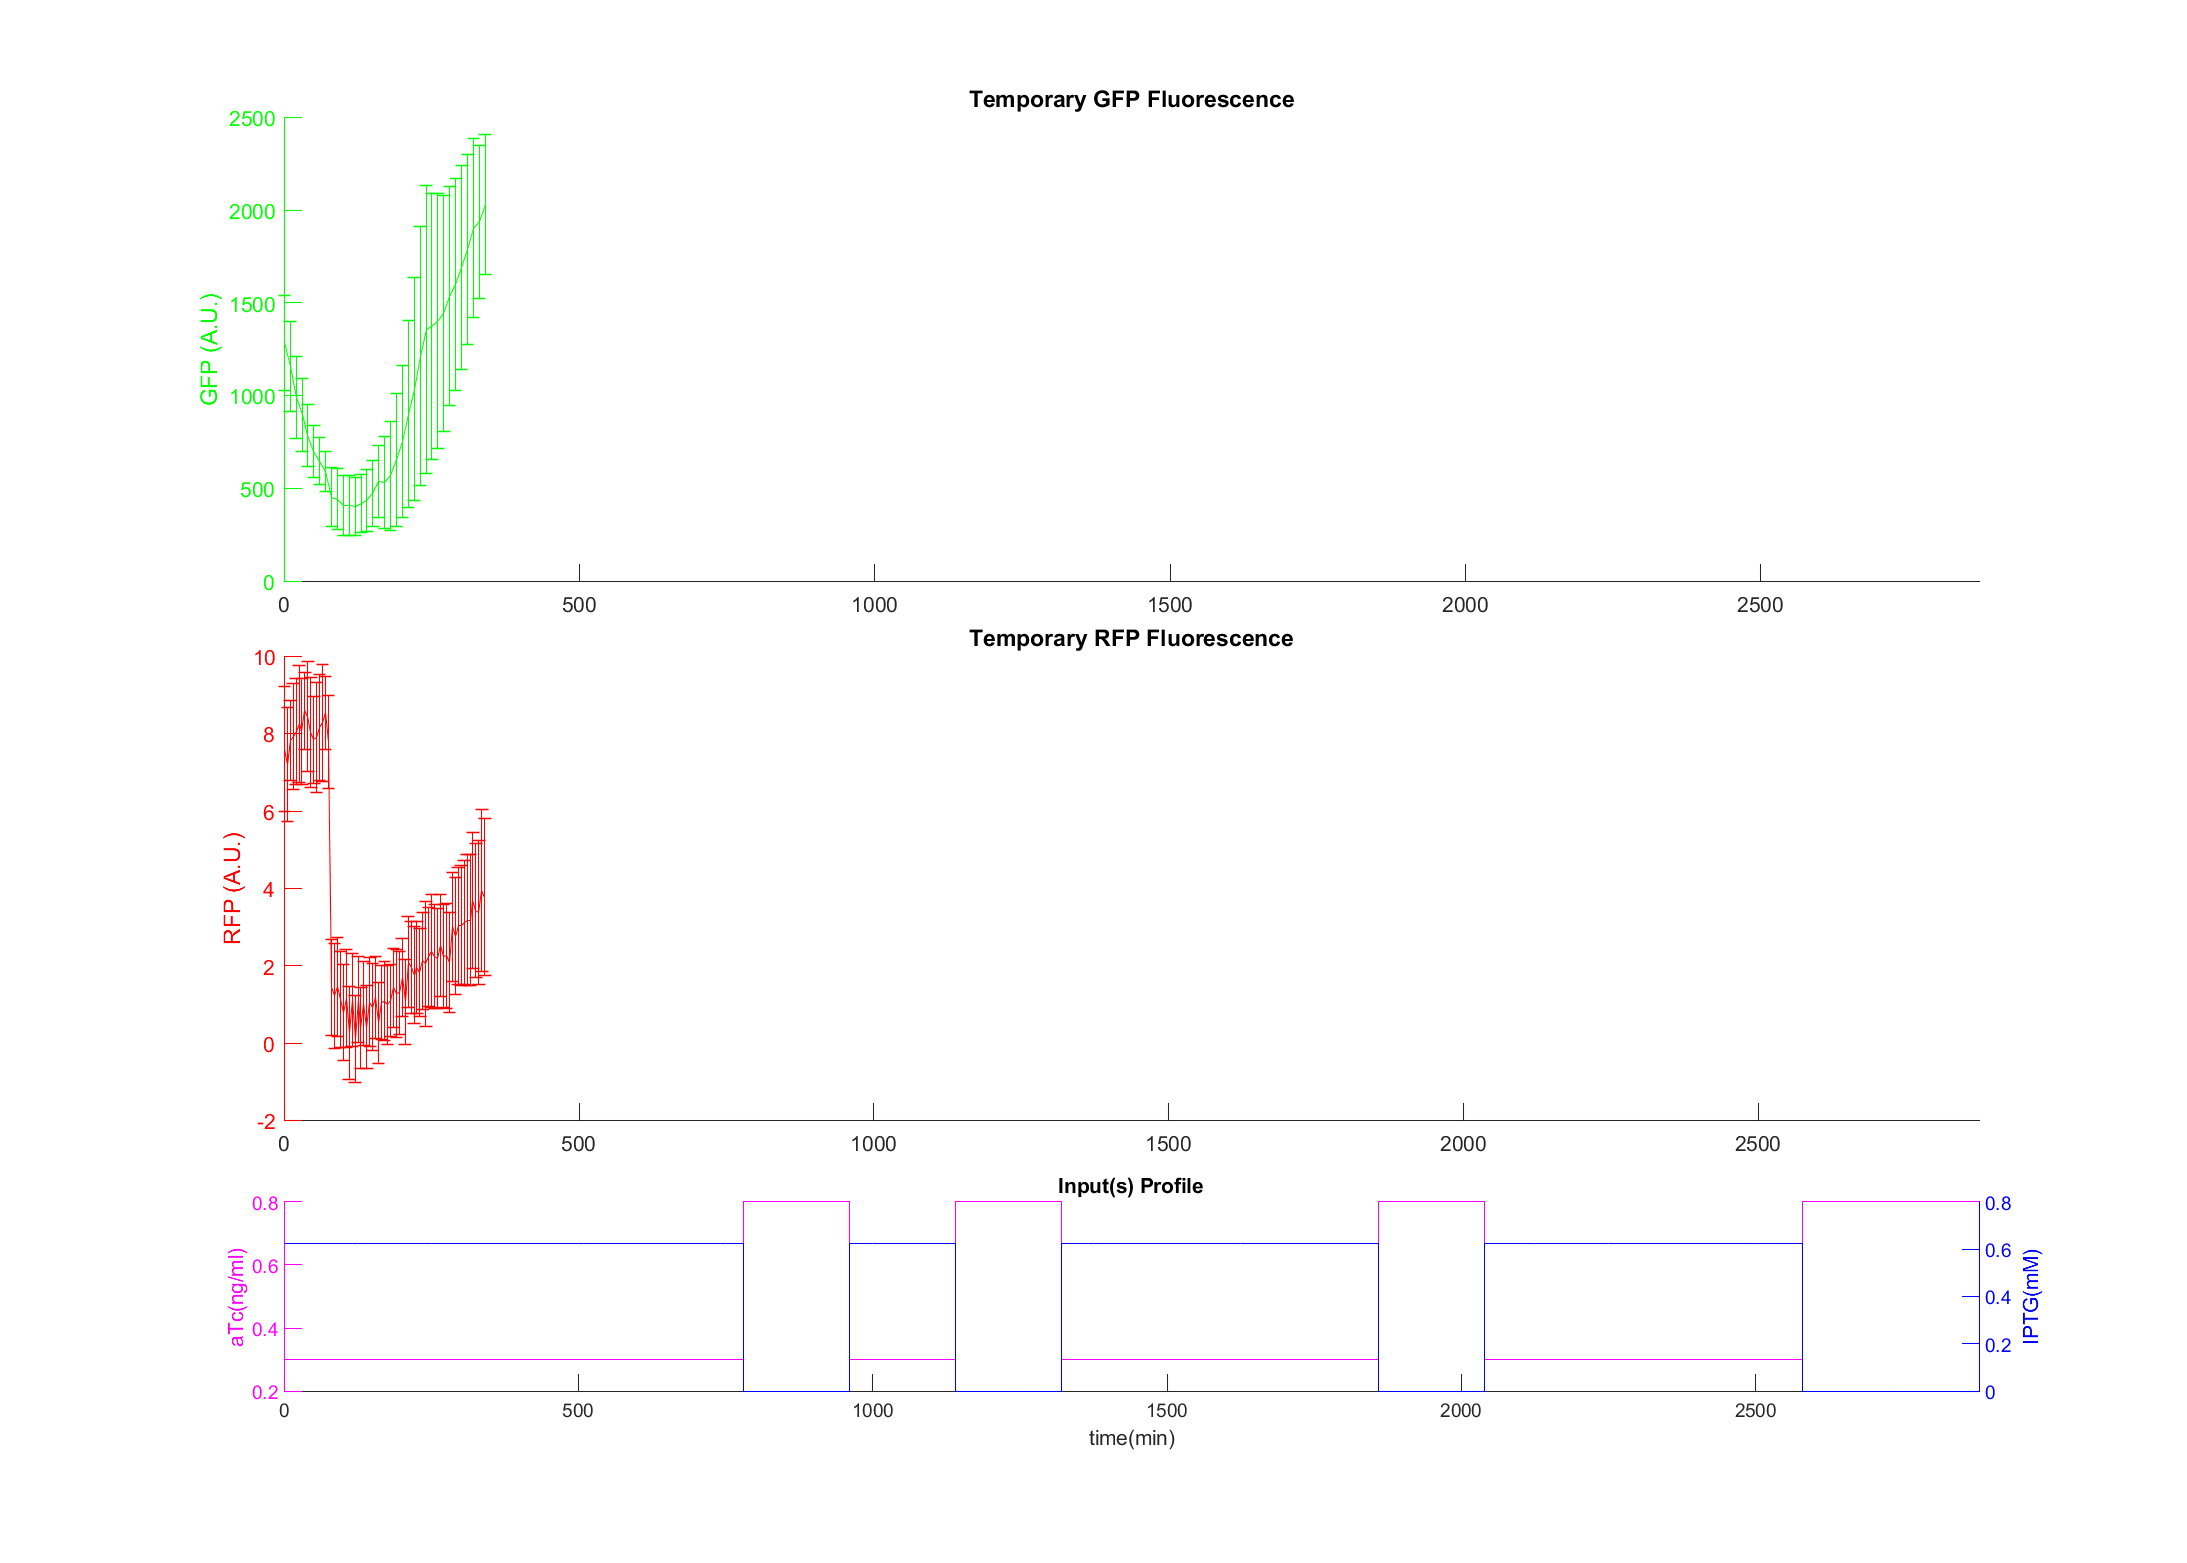 Temporary GFP Fluorescence
2500
2000
1500
1000
500
0
GFP (A.U.)
0 500 1000 1500 2000 2500
Temporary RFP Fluorescence
10
8
6
4
2
0
-2
RFP (A.U.)
0 500 1000 1500 2000 2500
Input(s) Profile
0.8
0.6
0.4
0.2
aTc(ng/ml)
0.8
0.6
0.4
0.2
0
IPTG(mM)
0 500 1000 1500 2000 2500
time(min)